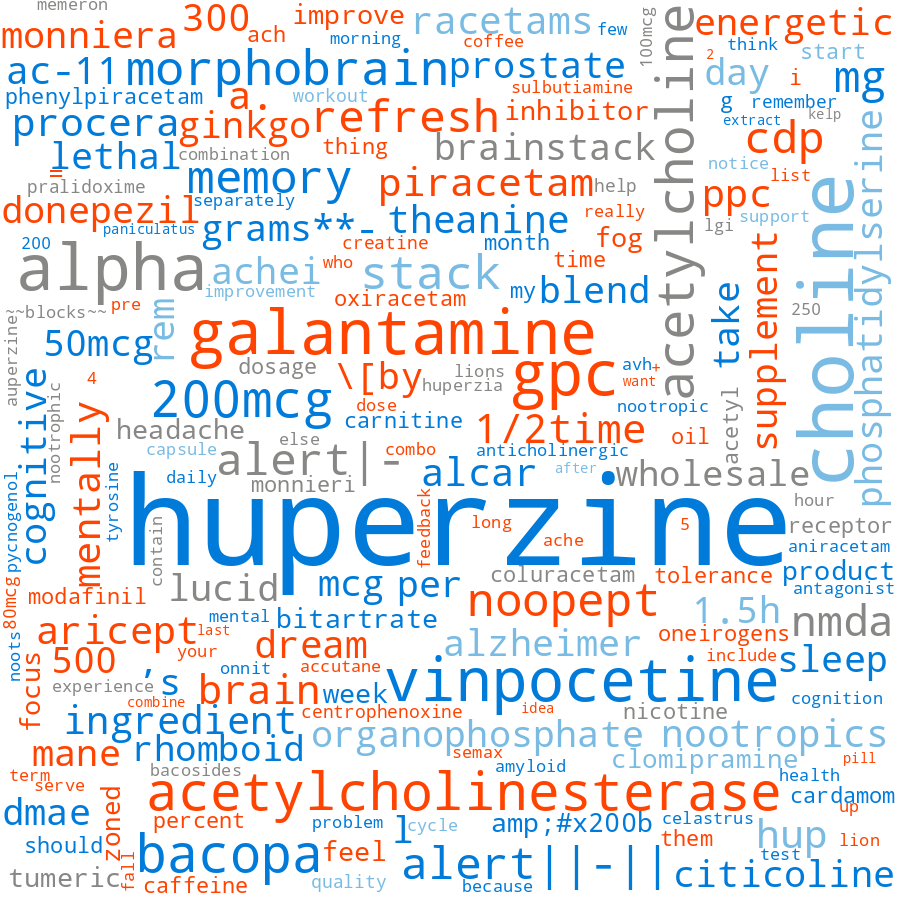 memeron
monniera
300
ach
improve
morning
racetams
coffee
few
100mcg
acetylcholine
energetic
think
start
2
ac-11
morphobrain
prostate
day
i
mg
phenylpiracetam
a.
workout
sulbutiamine
g
remember
procera
ginkgo
refresh
inhibitor
extract
kelp
cdp
lethal
combination
thing
brainstack
notice
list
=
pralidoxime
memory
piracetam
help
ppc
support
phosphatidylserine
donepezil
separately
grams**-
theanine
really
lgi
200
paniculatus
creatine
month
fog
alpha
achei
who
stack
time
supplement
choline
improvement
oxiracetam
my
blend
take
~~blocks~~
pre
rem
250
50mcg
galantamine
auperzine
dosage
\[by
huperzia
lions
gpc
avh
+
want
cognitive
nootrophic
4
200mcg
dose
carnitine
nootropic
acetyl
mentally
headache
else
1/2time
oil
capsule
alert|-
combo
anticholinergic
daily
monnieri
alcar
after
wholesale
pycnogenol
tyrosine
huperzine
hour
contain
feedback
long
5
receptor
ache
aniracetam
80mcg
modafinil
lucid
mcg
per
coluracetam
tolerance
product
antagonist
noopept
1.5h
nmda
mental
bitartrate
noots
aricept
last
dream
alzheimer
oneirogens
focus
500
your
onnit
accutane
include
sleep
experience
,s
brain
week
vinpocetine
cognition
combine
ingredient
centrophenoxine
idea
nicotine
mane
rhomboid
organophosphate
nootropics
semax
clomipramine
pill
term
serve
bacosides
amyloid
health
acetylcholinesterase
cardamom
up
dmae
zoned
percent
problem
l
cycle
amp;#x200b
celastrus
them
hup
lion
should
bacopa
feel
alert||-||
test
tumeric
fall
caffeine
quality
because
citicoline